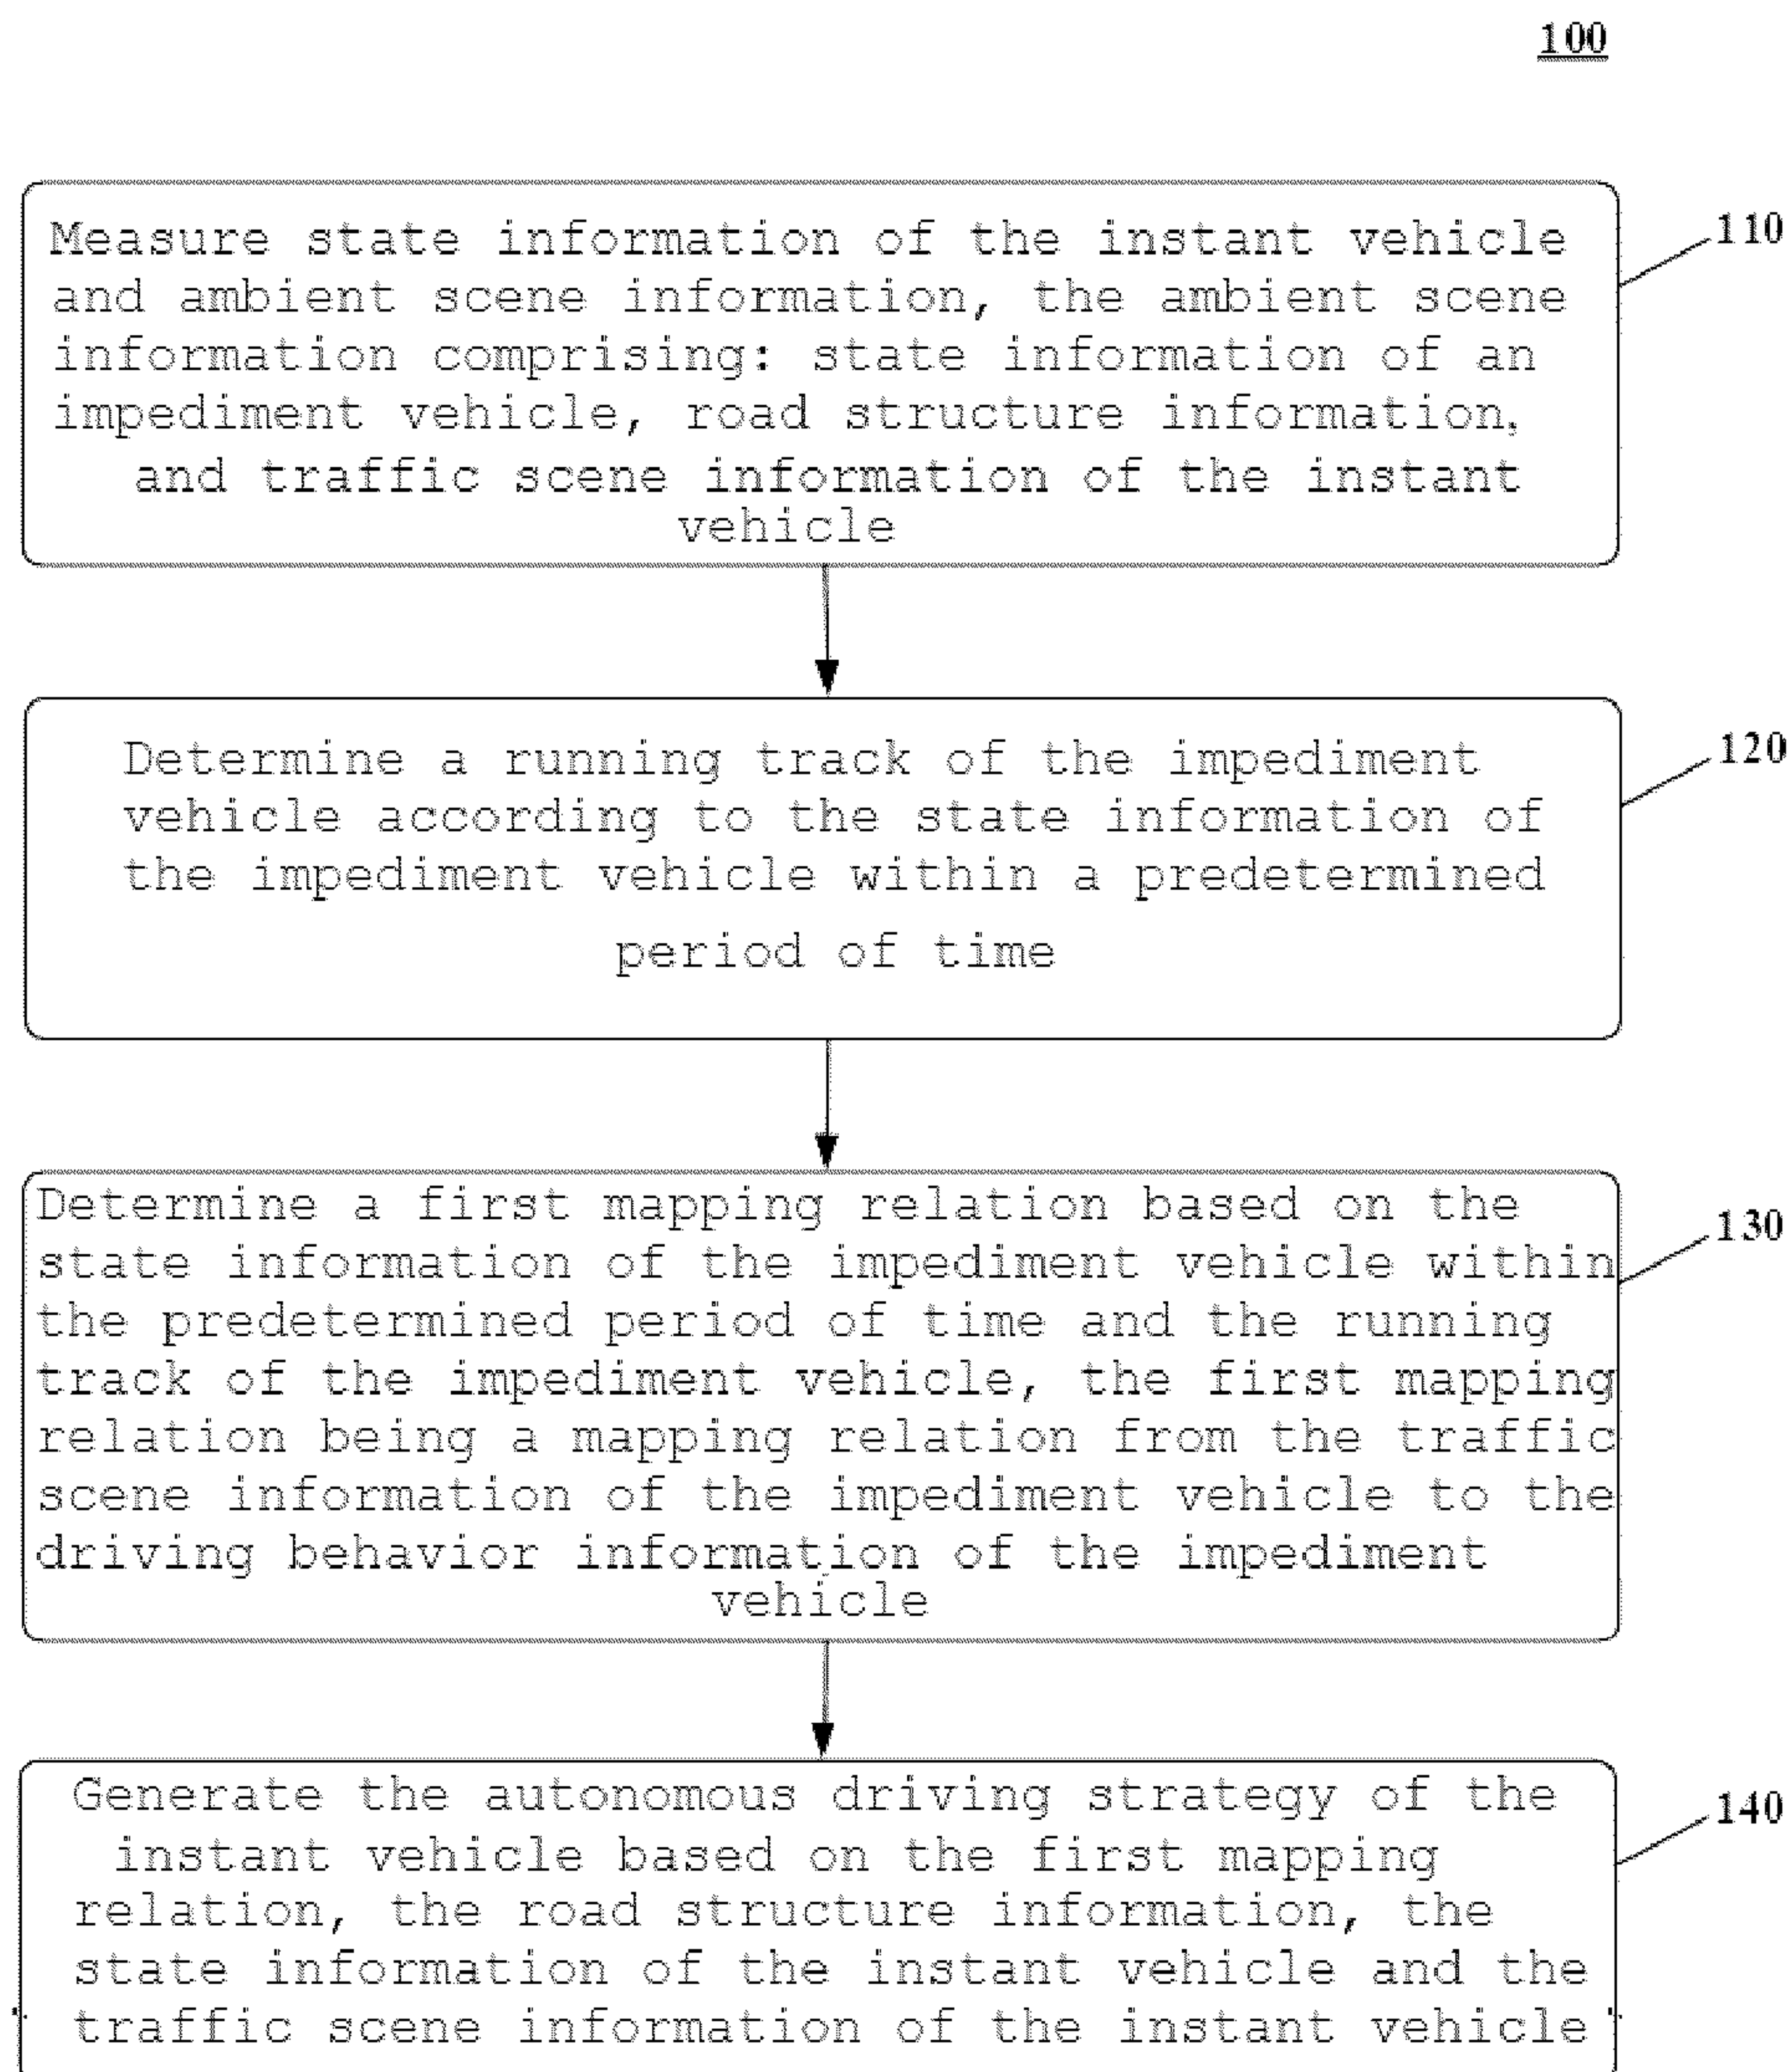 100
Measure state information of the instant vehicle
110
and ambient scene information, the ambient scene
information comprising: state information of an
impediment vehicle, road structure information,
and traffic scene information of the instant
vehicle
Determine a running track of the impediment
120
vehicle according to the state information of
the impediment vehicle within a predetermined
period of time
Determine a first mapping relation based on the
130
state information of the impediment vehicle within
the predetermined period of time and the running
track of the impediment vehicle, the first mapping
relation being a mapping relation from the traffic
scene information of the impediment vehicle to the
driving behavior information of the impediment
vehicle
Generate the autonomous driving strategy of the
140
instant vehicle based on the first mapping
relation, the road structure information, the
state information of the instant vehicle and the
traffic scene information of the instant vehicle